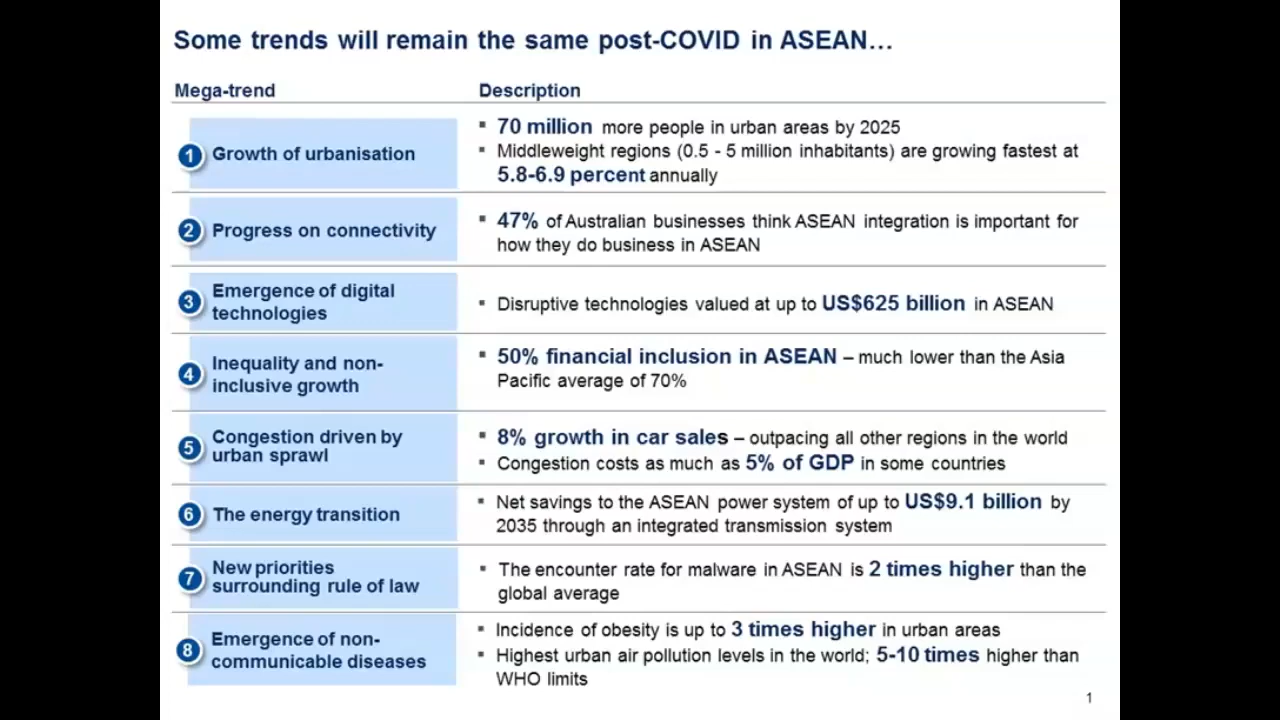 Some trends will remain the same post-COVID in ASEAN…
Mega-trend
Description
1
Growth of urbanisation
▪ 70 million more people in urban areas by 2025
▪ Middleweight regions (0.5 - 5 million inhabitants) are growing fastest at
5.8-6.9 percent annually
2
Progress on connectivity
▪ 47% of Australian businesses think ASEAN integration is important for
how they do business in ASEAN
3
Emergence of digital
technologies
▪ Disruptive technologies valued at up to US$625 billion in ASEAN
4
Inequality and non-
inclusive growth
▪ 50% financial inclusion in ASEAN – much lower than the Asia
Pacific average of 70%
5
Congestion driven by
urban sprawl
▪ 8% growth in car sales – outpacing all other regions in the world
▪ Congestion costs as much as 5% of GDP in some countries
6
The energy transition
▪ Net savings to the ASEAN power system of up to US$9.1 billion by
2035 through an integrated transmission system
7
New priorities
surrounding rule of law
▪ The encounter rate for malware in ASEAN is 2 times higher than the
global average
8
Emergence of non-
communicable diseases
▪ Incidence of obesity is up to 3 times higher in urban areas
▪ Highest urban air pollution levels in the world; 5-10 times higher than
WHO limits
1